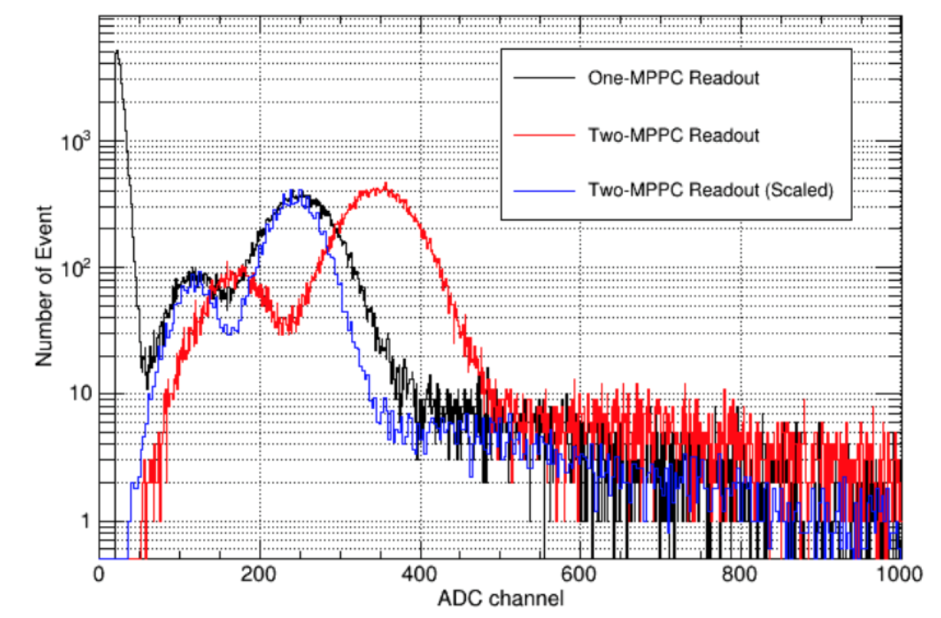 One-MPPC Readout
Two-MPPC Readout
Two-MPPC Readout (Scaled)
Number of Event
10³
10²
10
1
0 200 400 600 800 1000
ADC channel